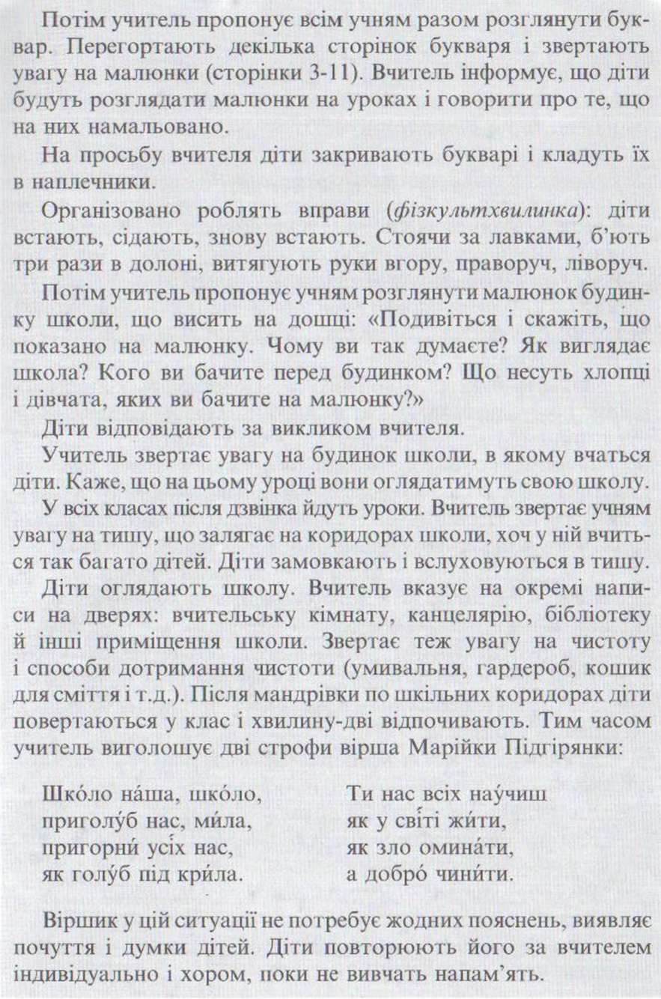 Потім учитель пропонує всім учням разом розглянути бук-
вар. Перегортають декілька сторінок букваря і звертають
увагу на малюнки (сторінки 3-11). Вчитель інформує, що діти
будуть розглядати малюнки на уроках і говорити про те, що
на них намальовано.
На просьбу вчителя діти закривають букварі і кладуть їх
в наплечники.
Організовано роблять вправи (фізкультхвилинка): діти
встають, сідають, знову встають. Стоячи за лавками, б’ють
три рази в долоні, витягують руки вгору, праворуч, ліворуч.
Потім учитель пропонує учням розглянути малюнок будин-
ку школи, що висить на дошці: «Подивіться і скажіть, що
показано на малюнку. Чому ви так думаєте? Як виглядає
школа? Кого ви бачите перед будинком? Що несуть хлопці
і дівчата, яких ви бачите на малюнку?»
Діти відповідають за викликом вчителя.
Учитель звертає увагу на будинок школи, в якому вчаться
діти. Каже, що на цьому уроці вони оглядатимуть свою школу.
У всіх класах після дзвінка йдуть уроки. Вчитель звертає учням
увагу на тишу, що залягає на коридорах школи, хоч у ній вчить-
ся так багато дітей. Діти замовкають і вслуховуються в тишу.
Діти оглядають школу. Вчитель вказує на окремі напи-
си на дверях: вчительську кімнату, канцелярію, бібліотеку
й інші приміщення школи. Звертає теж увагу на чистоту
і способи дотримання чистоти (умивальня, гардероб, кошик
для сміття і т.д.). Після мандрівки по шкільних коридорах діти
повертаються у клас і хвилину-дві відпочивають. Тим часом
учитель виголошує дві строфи вірша Марійки Підгірянки:
Шко́ло на́ша, шко́ло,
приголу́б нас, ми́ла,
пригорни́ усі́х нас,
як голу́б під кри́ла.
Ти нас всіх нау́чиш
як у сві́ті жи́ти,
як зло омина́ти,
а добро́ чини́ти.
Віршик у цій ситуації не потребує жодних пояснень, виявляє
почуття і думки дітей. Діти повторюють його за вчителем
індивідуально і хором, поки не вивчать напам’ять.